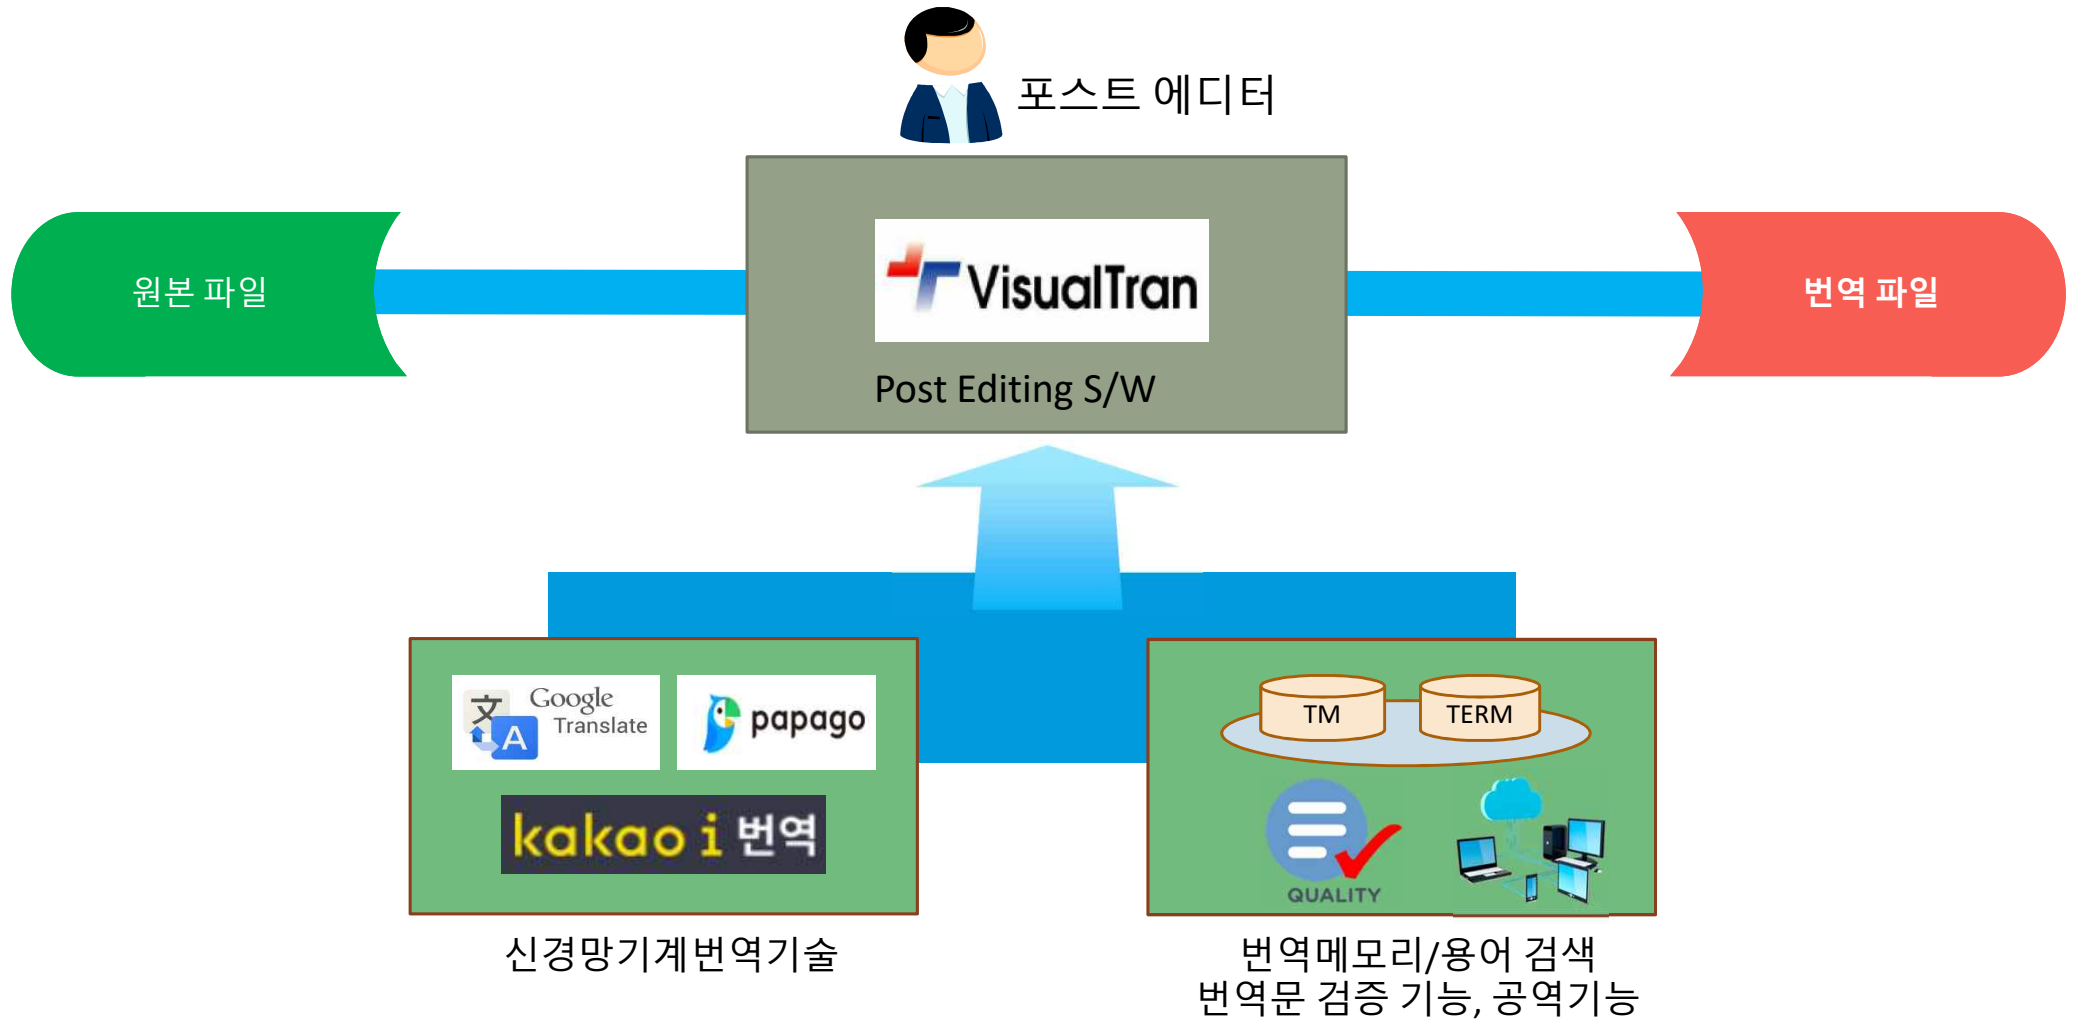 포스트 에디터
원본 파일
VisualTran
번역 파일
Post Editing S/W
文
A
Google
Translate
papago
kakao i 번역
TM
TERM
QUALITY
신경망기계번역기술
번역메모리/용어 검색
번역문 검증 기능, 공역기능